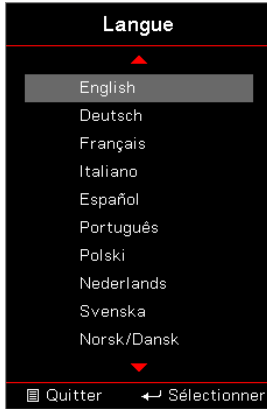 Langue
English
Deutsch
Français
Italiano
Español
Português
Polski
Nederlands
Svenska
Norsk/Dansk
Quitter Sélectionner